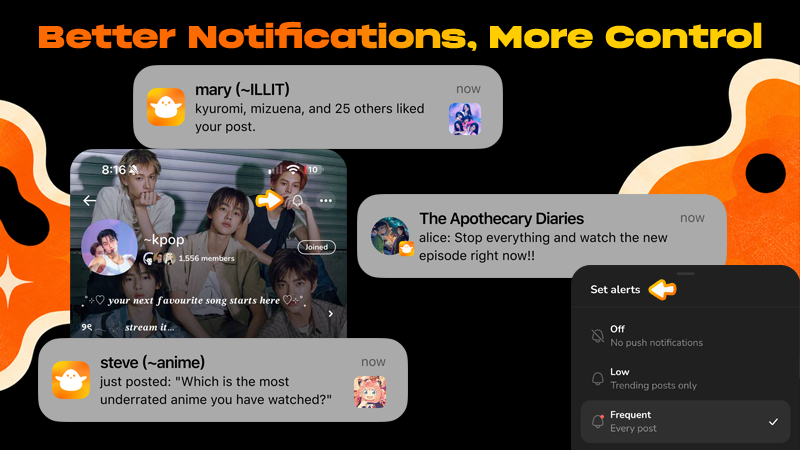 Better Notifications, More Control
mary (~ILLIT)
now
kyuromi, mizuena, and 25 others liked
your post.
8:16
10
~kpop
1,556 members
Joined
your next favourite song starts here
stream it...
The Apothecary Diaries
now
alice: Stop everything and watch the new
episode right now!!
steve (~anime)
now
just posted: "Which is the most
underrated anime you have watched?"
Set alerts
Off
No push notifications
Low
Trending posts only
Frequent
Every post